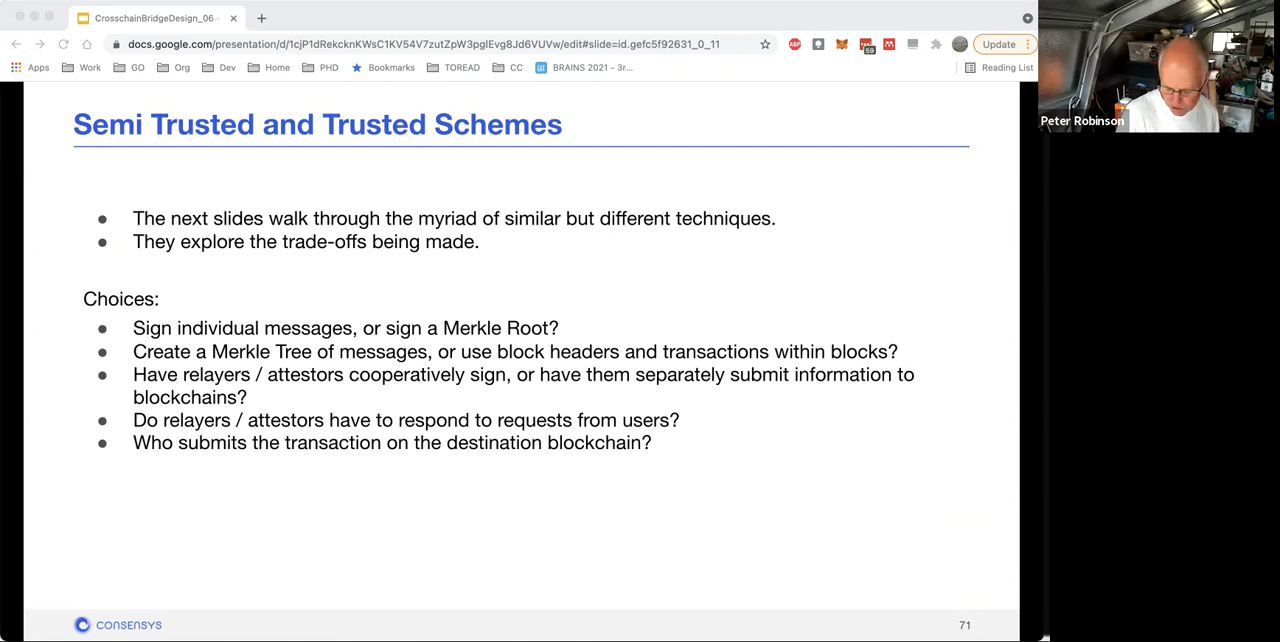 CrosschainBridgeDesign_06 -
docs.google.com/presentation/d/1cjP1dRekcknKWsC1KV54V7zutZpW3pglEvg8Jd6VUVw/edit#slide=id.gefc5f92631_0_11
ABP
59
Update
Apps
Work
GO
Org
Dev
Home
PHD
Bookmarks
TOREAD
CC
BRAINS 2021 - 3r...
Reading List
Peter Robinson
Semi Trusted and Trusted Schemes
The next slides walk through the myriad of similar but different techniques.
They explore the trade-offs being made.
Choices:
Sign individual messages, or sign a Merkle Root?
Create a Merkle Tree of messages, or use block headers and transactions within blocks?
Have relayers / attestors cooperatively sign, or have them separately submit information to
blockchains?
Do relayers / attestors have to respond to requests from users?
Who submits the transaction on the destination blockchain?
CONSENSYS
71